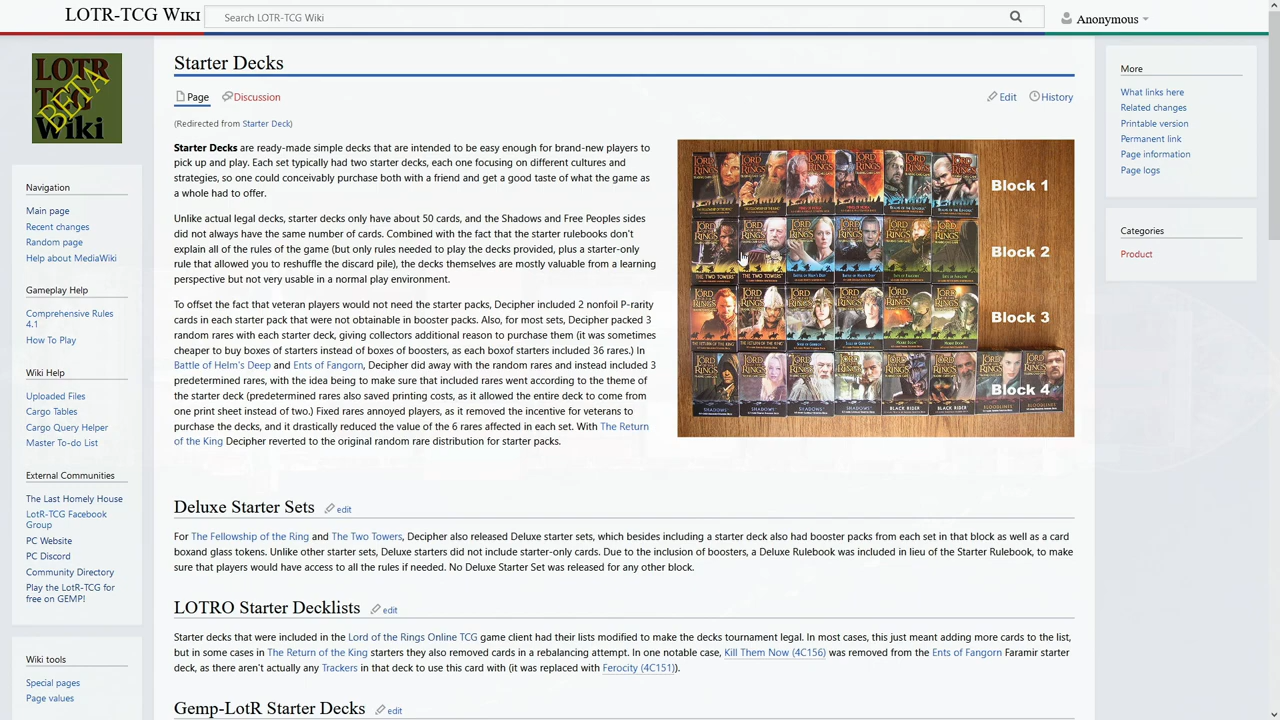 LOTR-TCG WIKI
Search LOTR-TCG Wiki
Anonymous
LOTR
TCG
Wiki
BETA
Navigation
Main page
Recent changes
Random page
Help about MediaWiki
Gameplay Help
Comprehensive Rules
4.1
How To Play
Wiki Help
Uploaded Files
Cargo Tables
Cargo Query Helper
Master To-do List
External Communities
The Last Homely House
LotR-TCG Facebook
Group
PC Website
PC Discord
Community Directory
Play the LotR-TCG for
free on GEMP!
Wiki tools
Special pages
Page values
Starter Decks
Page Discussion Edit History
(Redirected from Starter Deck)
Starter Decks are ready-made simple decks that are intended to be easy enough for brand-new players to
pick up and play. Each set typically had two starter decks, each one focusing on different cultures and
strategies, so one could conceivably purchase both with a friend and get a good taste of what the game as
a whole had to offer.
Unlike actual legal decks, starter decks only have about 50 cards, and the Shadows and Free Peoples sides
did not always have the same number of cards. Combined with the fact that the starter rulebooks don't
explain all of the rules of the game (but only rules needed to play the decks provided, plus a starter-only
rule that allowed you to reshuffle the discard pile), the decks themselves are mostly valuable from a learning
perspective but not very usable in a normal play environment.
To offset the fact that veteran players would not need the starter packs, Decipher included 2 nonfoil P-rarity
cards in each starter pack that were not obtainable in booster packs. Also, for most sets, Decipher packed 3
random rares with each starter deck, giving collectors additional reason to purchase them (it was sometimes
cheaper to buy boxes of starters instead of boxes of boosters, as each boxof starters included 36 rares.) In
Battle of Helm's Deep and Ents of Fangorn, Decipher did away with the random rares and instead included 3
predetermined rares, with the idea being to make sure that included rares went according to the theme of
the starter deck (predetermined rares also saved printing costs, as it allowed the entire deck to come from
one print sheet instead of two.) Fixed rares annoyed players, as it removed the incentive for veterans to
purchase the decks, and it drastically reduced the value of the 6 rares affected in each set. With The Return
of the King Decipher reverted to the original random rare distribution for starter packs.
Block 1
Block 2
Block 3
Block 4
THE TWO TOWERS THE TWO TOWERS
SHADOWS SHADOWS SHADOWS SHADOWS BLACK RIDER BLACK RIDER BLOODLINES BLOODLINES
Deluxe Starter Sets edit
For The Fellowship of the Ring and The Two Towers, Decipher also released Deluxe starter sets, which besides including a starter deck also had booster packs from each set in that block as well as a card
boxand glass tokens. Unlike other starter sets, Deluxe starters did not include starter-only cards. Due to the inclusion of boosters, a Deluxe Rulebook was included in lieu of the Starter Rulebook, to make
sure that players would have access to all the rules if needed. No Deluxe Starter Set was released for any other block.
LOTRO Starter Decklists edit
Starter decks that were included in the Lord of the Rings Online TCG game client had their lists modified to make the decks tournament legal. In most cases, this just meant adding more cards to the list,
but in some cases in The Return of the King starters they also removed cards in a rebalancing attempt. In one notable case, Kill Them Now (4C156) was removed from the Ents of Fangorn Faramir starter
deck, as there aren't actually any Trackers in that deck to use this card with (it was replaced with Ferocity (4C151)).
Gemp-LotR Starter Decks edit
More
What links here
Related changes
Printable version
Permanent link
Page information
Page logs
Categories
Product